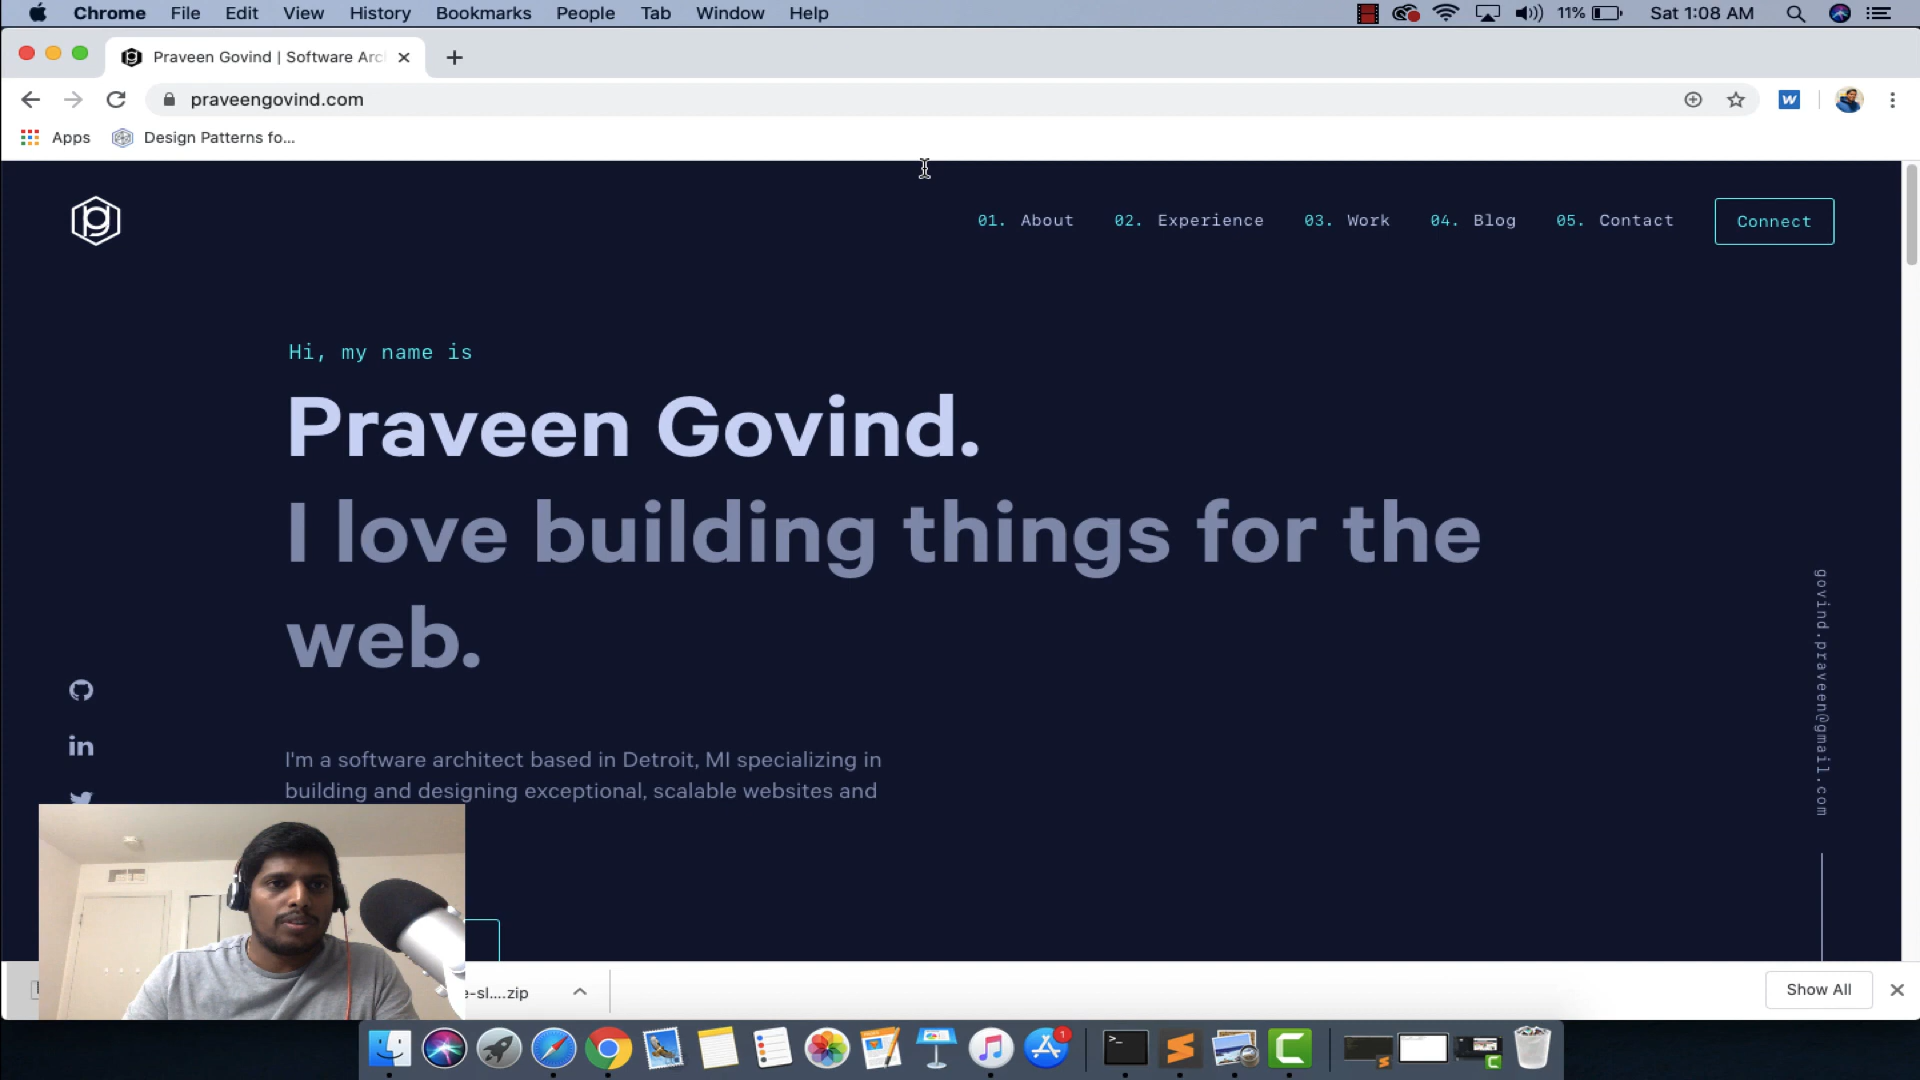 Chrome File Edit View History Bookmarks People Tab Window Help 11% Sat 1:08 AM
Praveen Govind | Software Arc
praveengovind.com
Apps Design Patterns fo...
01. About 02. Experience 03. Work 04. Blog 05. Contact Connect
Hi, my name is
Praveen Govind.
I love building things for the
web.
I'm a software architect based in Detroit, MI specializing in
building and designing exceptional, scalable websites and
govind.praveen@gmail.com
e-sl....zip
Show All
1